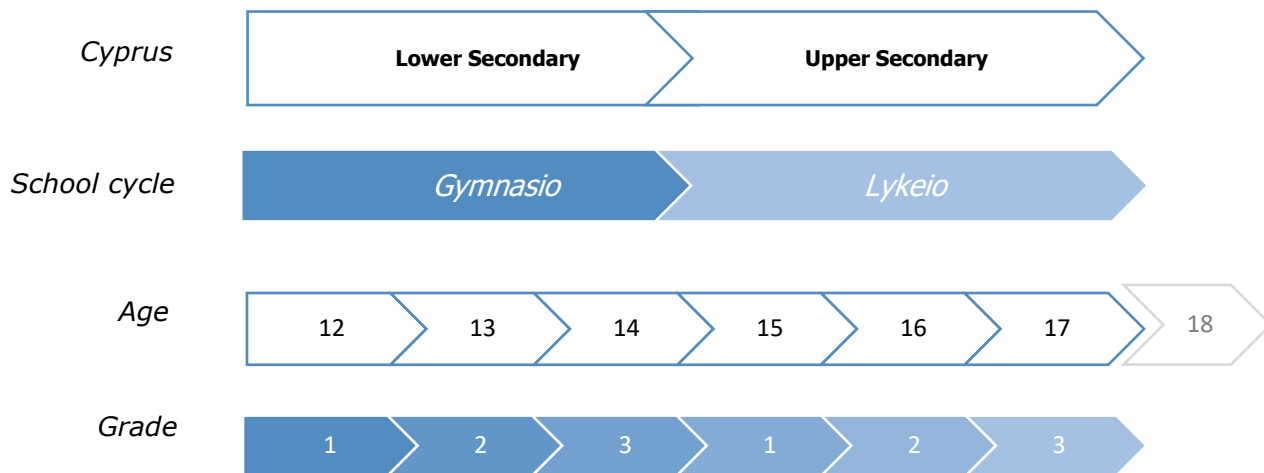 Cyprus
Lower Secondary Upper Secondary
School cycle
Gymnasio Lykeio
Age
12 13 14 15 16 17 18
Grade
1 2 3 1 2 3